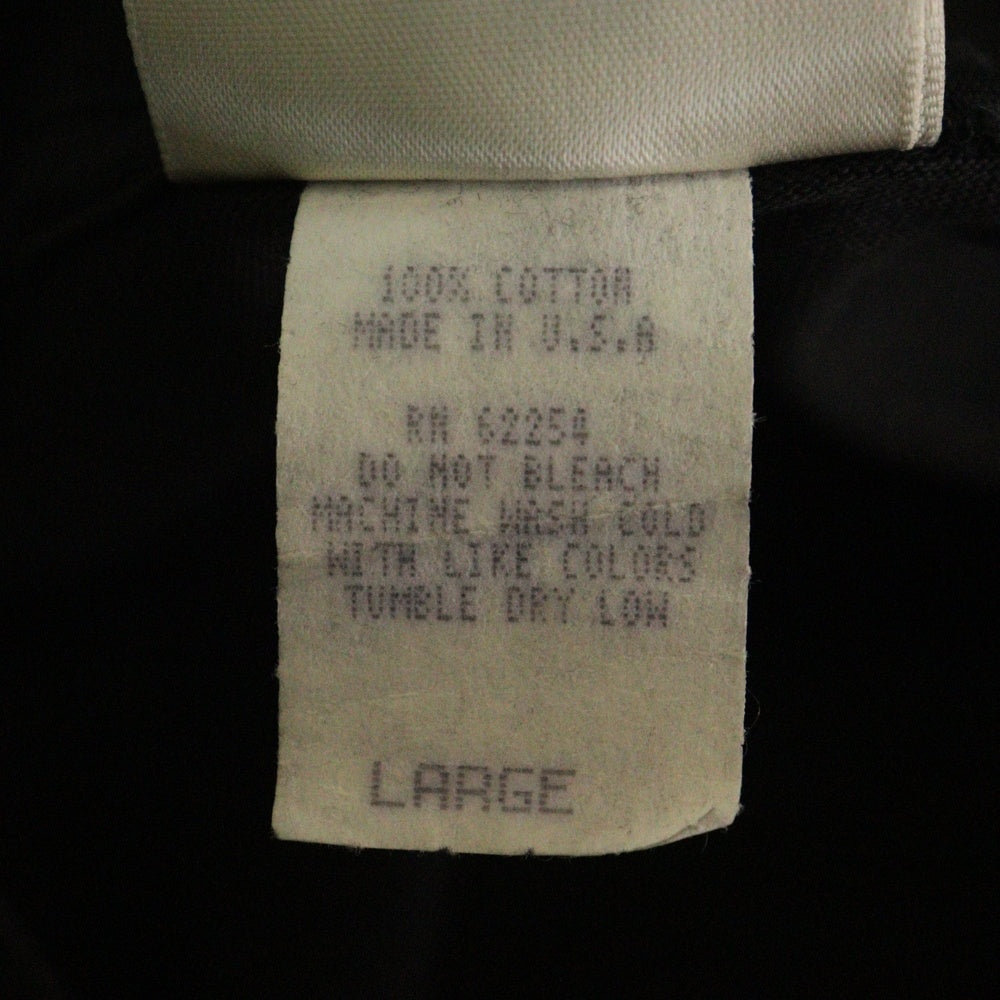 100% COTTON
MADE IN U.S.A
RN 62254
DO NOT BLEACH
MACHINE WASH COLD
WITH LIKE COLORS
TUMBLE DRY LOW
LARGE